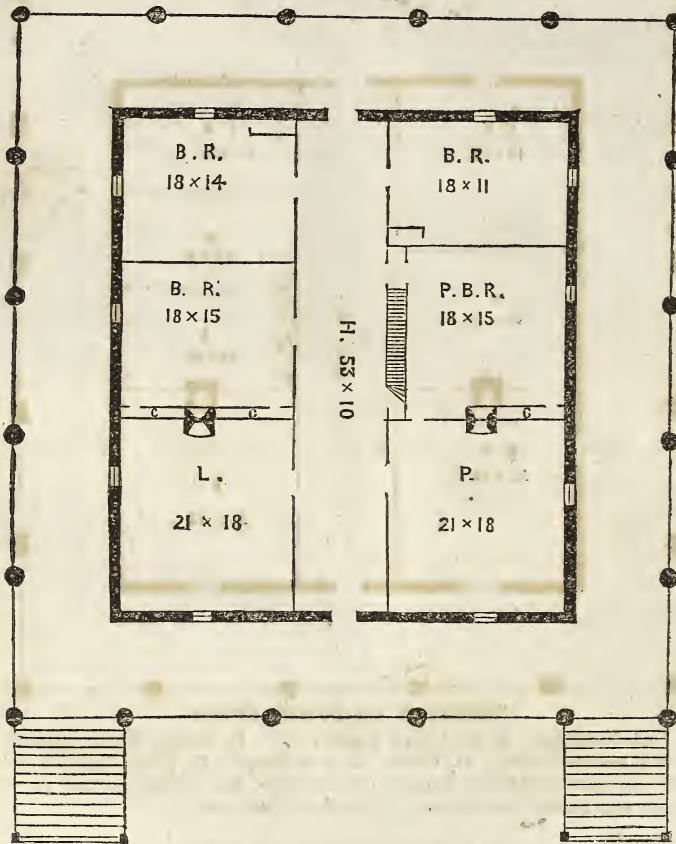 B. R.
18 × 14
B. R.
18 × 11
B. R.
18 × 15
P. B. R.
18 × 15
H. 53 × 10
C
C
C
L.
21 × 18
P.
21 × 18